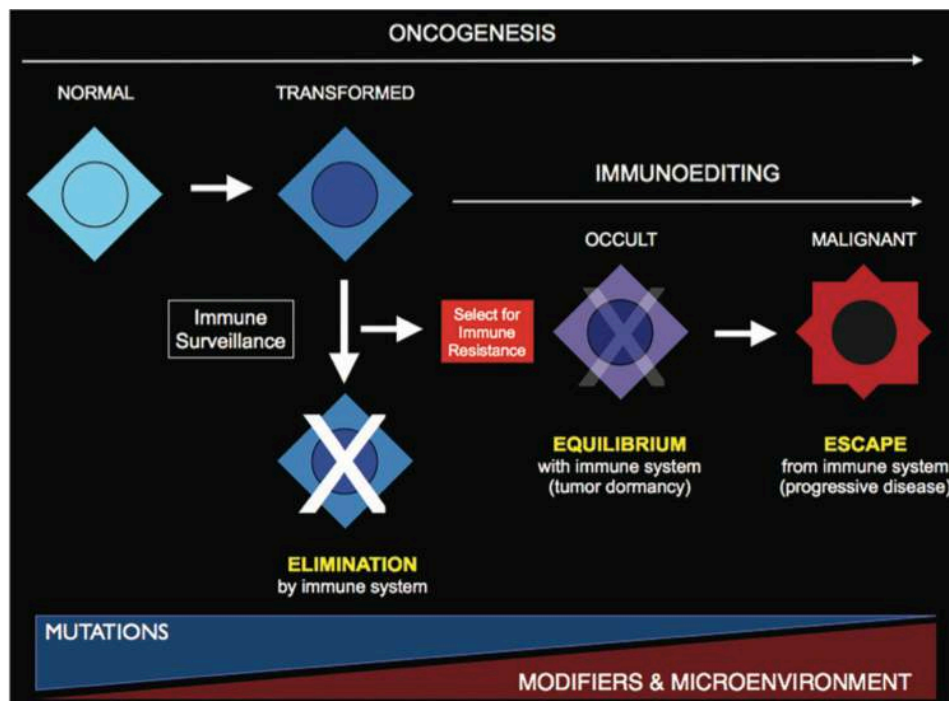 ONCOGENESIS
NORMAL
TRANSFORMED
IMMUNOEDITING
OCCULT
MALIGNANT
Immune
Surveillance
Select for
Immune
Resistance
EQUILIBRIUM
with immune system
(tumor dormancy)
ESCAPE
from immune system
(progressive disease)
ELIMINATION
by immune system
MUTATIONS
MODIFIERS & MICROENVIRONMENT